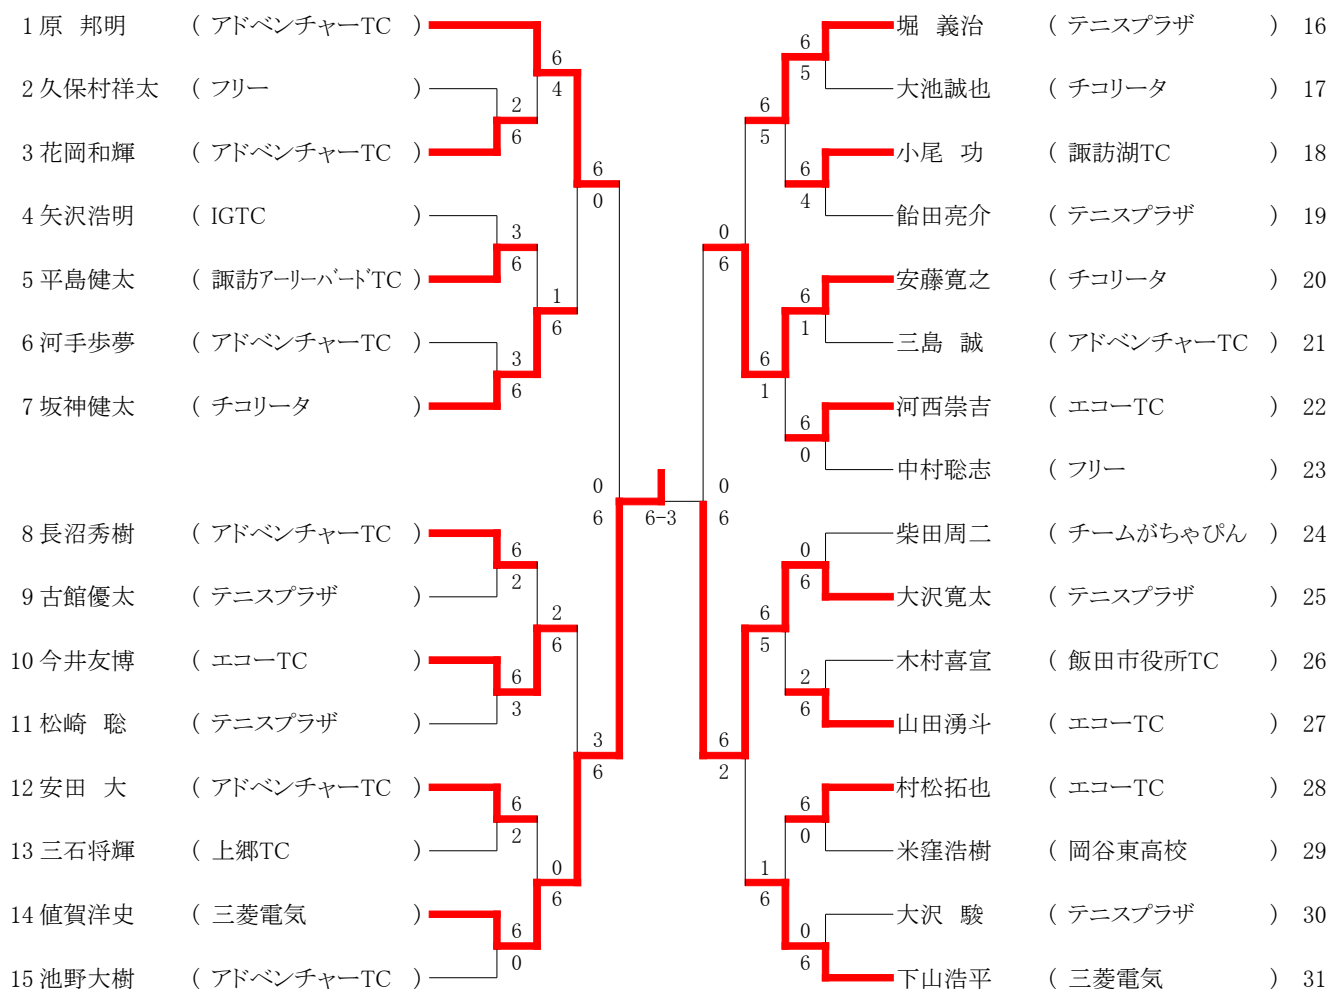 1 原 邦明 ( アドベンチャーTC )
6
4
2 久保村祥太 ( フリー )
2
6
3 花岡和輝 ( アドベンチャーTC )
6
0
4 矢沢浩明 ( IGTC )
3
6
5 平島健太 ( 諏訪アーリーバードTC )
1
6
6 河手歩夢 ( アドベンチャーTC )
3
6
7 坂神健太 ( チコリータ )
0
6
8 長沼秀樹 ( アドベンチャーTC )
6
2
9 古館優太 ( テニスプラザ )
2
6
10 今井友博 ( エコーTC )
6
3
11 松崎 聡 ( テニスプラザ )
3
6
12 安田 大 ( アドベンチャーTC )
6
2
13 三石将輝 ( 上郷TC )
0
6
14 値賀洋史 ( 三菱電気 )
6
0
15 池野大樹 ( アドベンチャーTC )
6-3
堀 義治 ( テニスプラザ ) 16
6
5
大池誠也 ( チコリータ ) 17
6
5
小尾 功 ( 諏訪湖TC ) 18
6
4
飴田亮介 ( テニスプラザ ) 19
0
6
安藤寛之 ( チコリータ ) 20
6
1
三島 誠 ( アドベンチャーTC ) 21
6
1
河西崇吉 ( エコーTC ) 22
6
0
中村聡志 ( フリー ) 23
0
6
柴田周二 ( チームがちゃぴん ) 24
0
6
大沢寛太 ( テニスプラザ ) 25
6
5
木村喜宣 ( 飯田市役所TC ) 26
2
6
山田湧斗 ( エコーTC ) 27
6
2
村松拓也 ( エコーTC ) 28
6
0
米窪浩樹 ( 岡谷東高校 ) 29
1
6
大沢 駿 ( テニスプラザ ) 30
0
6
下山浩平 ( 三菱電気 ) 31